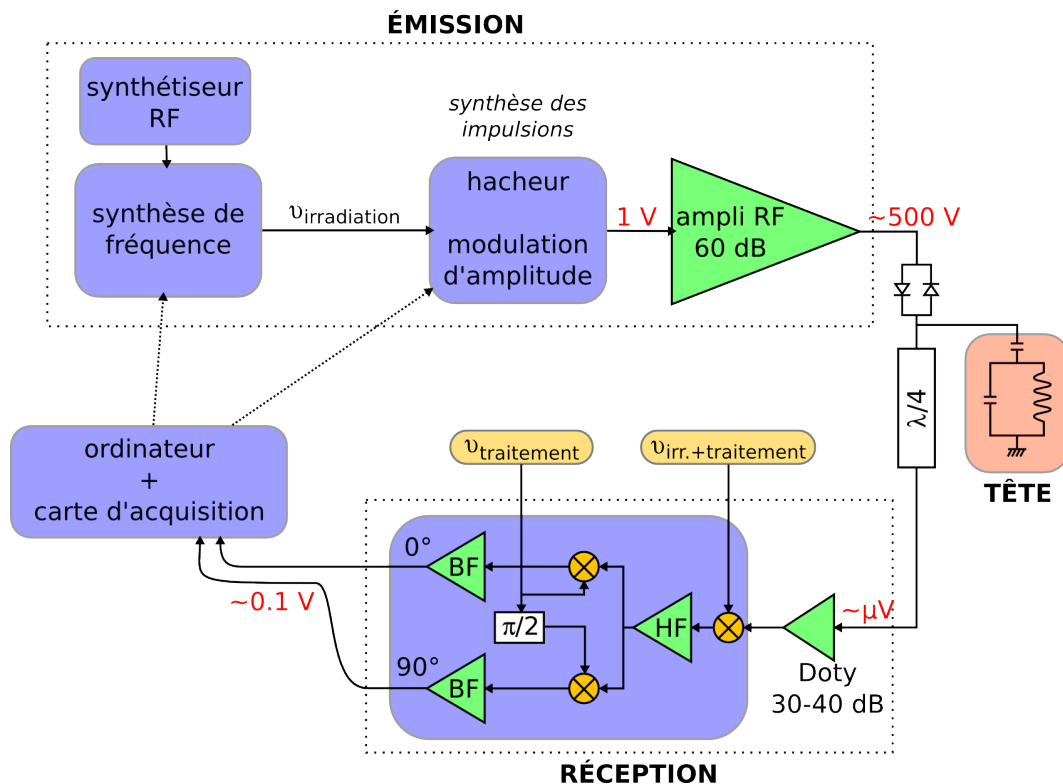 ÉMISSION
synthétiseur
RF
synthèse des
impulsions
synthèse de
fréquence
υirradiation
hacheur
modulation
d'amplitude
1 V
ampli RF
60 dB
~500 V
λ/4
TÊTE
ordinateur
+
carte d'acquisition
υtraitement
υirr.+traitement
0°
BF
~0.1 V
π/2
HF
~µV
90°
BF
Doty
30-40 dB
RÉCEPTION